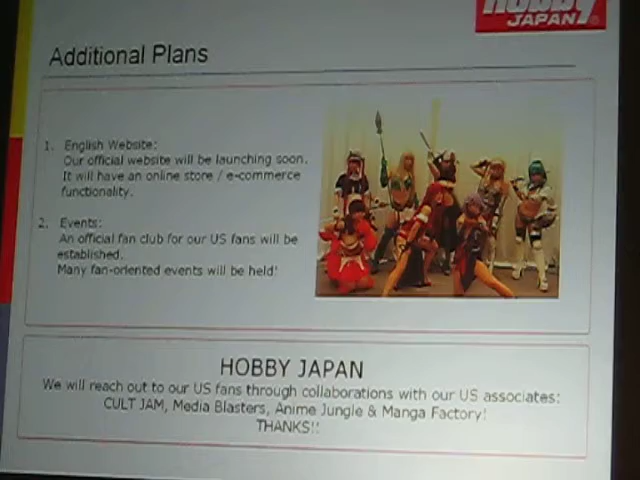 HOBBY
JAPAN®
Additional Plans
1. English Website:
Our official website will be launching soon.
It will have an online store / e-commerce
functionality.
2. Events:
An official fan club for our US fans will be
established.
Many fan-oriented events will be held!
HOBBY JAPAN
We will reach out to our US fans through collaborations with our US associates:
CULT JAM, Media Blasters, Anime Jungle & Manga Factory!
THANKS!!